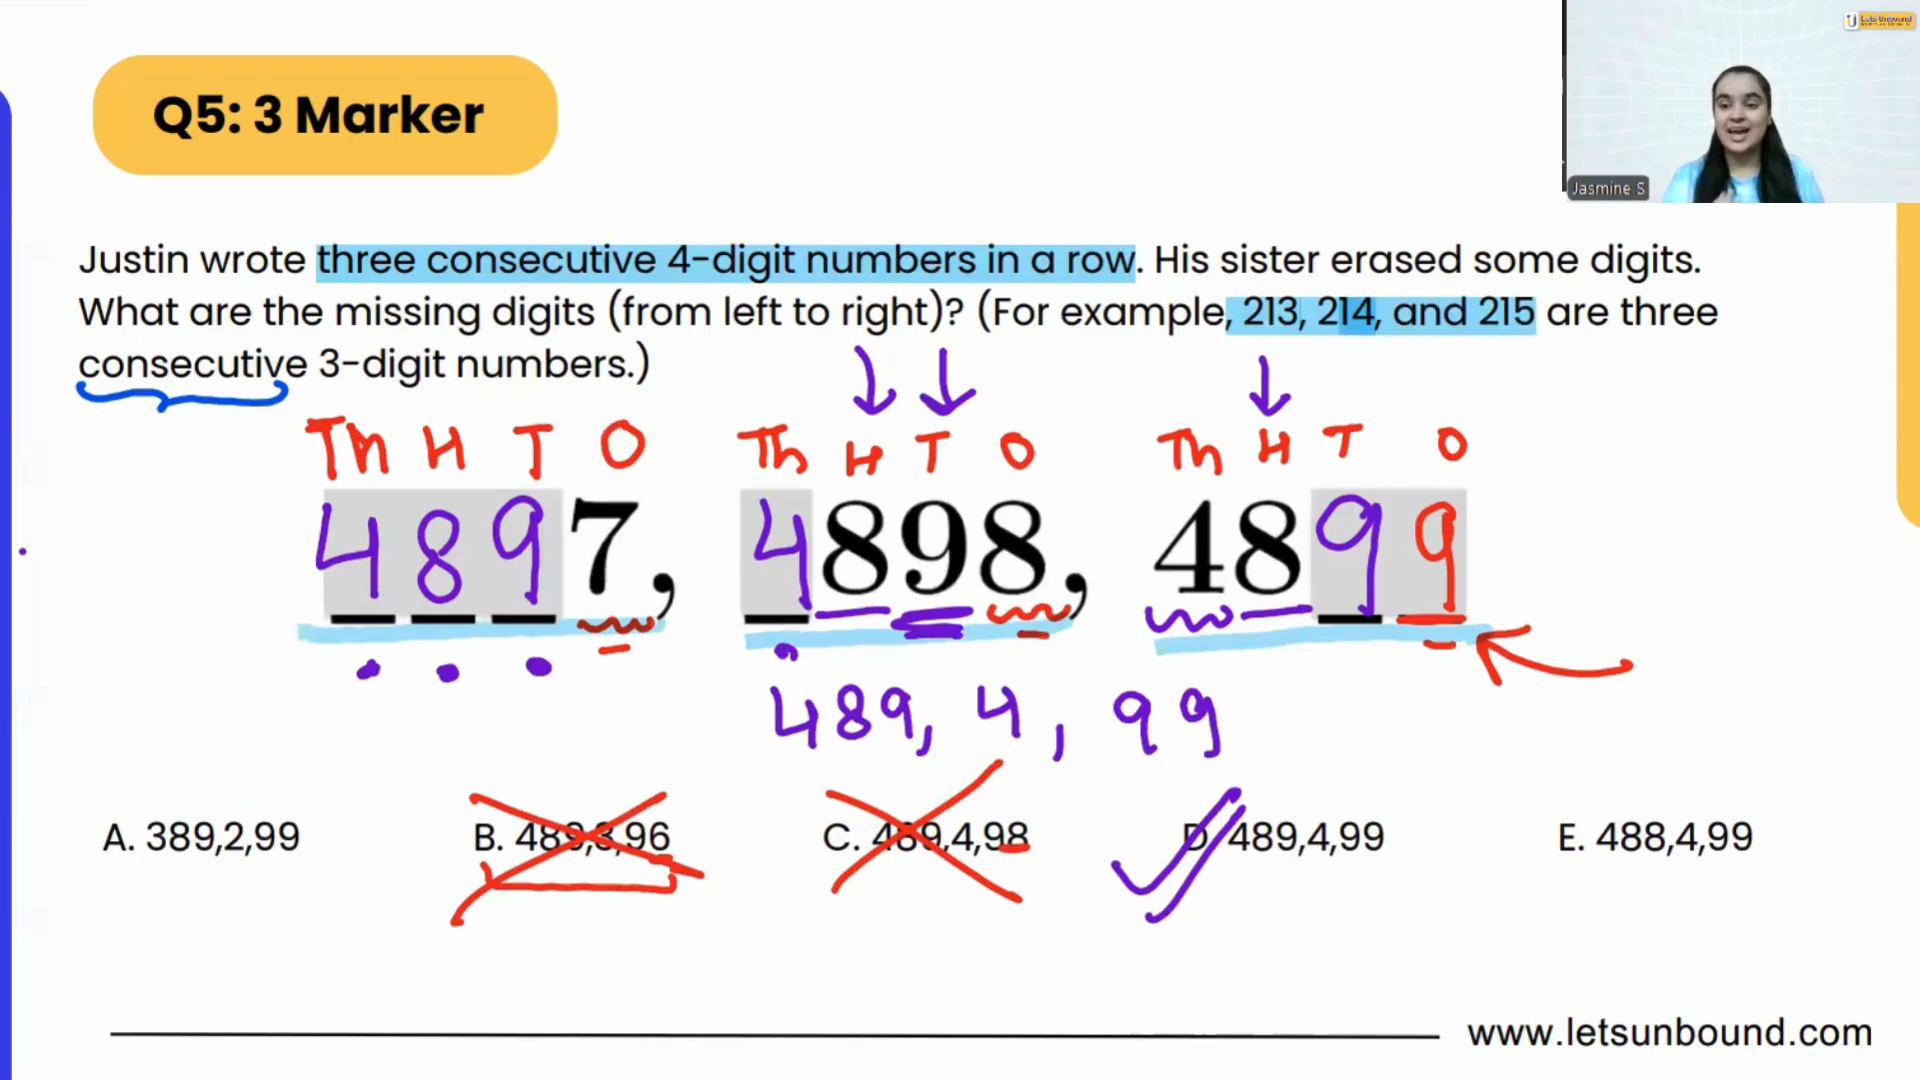 Lets Unbound
Q5: 3 Marker
Jasmine S
Justin wrote three consecutive 4-digit numbers in a row. His sister erased some digits.
What are the missing digits (from left to right)? (For example, 213, 214, and 215 are three
consecutive 3-digit numbers.)
Th H T O Th H T O Th H T O
4897, 4898, 4899
489, 4, 99
A. 389,2,99 B. 489,3,96 C. 489,4,98 D. 489,4,99 E. 488,4,99
www.letsunbound.com